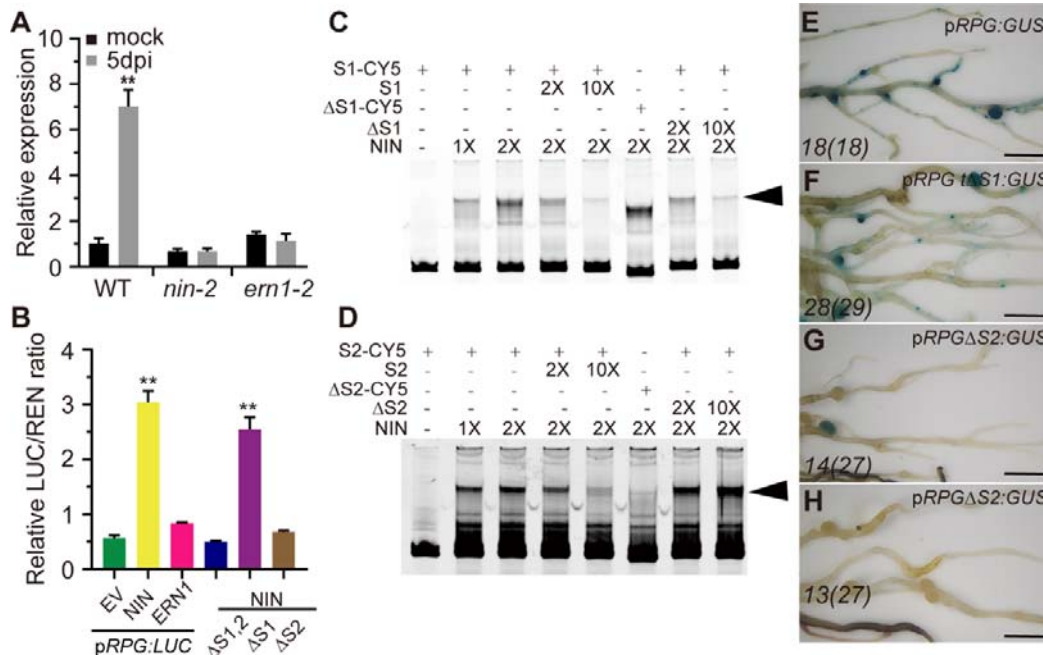 A
mock
5dpi
**
Relative expression
10
8
6
4
2
0
WT
nin-2
ern1-2
B
Relative LUC/REN ratio
4
3
2
1
0
**
**
EV
NIN
ERN1
pRPG:LUC
NIN
ΔS1,2
ΔS1
ΔS2
C
S1-CY5 + + + + + - + +
S1 2X 10X
ΔS1-CY5 - - - - - + - -
ΔS1 - - - - - - 2X 10X
NIN - 1X 2X 2X 2X 2X 2X 2X
D
S2-CY5 + + + + + - + +
S2 2X 10X
ΔS2-CY5 - - - - - + - -
ΔS2 - - - - - - 2X 10X
NIN - 1X 2X 2X 2X 2X 2X 2X
E
pRPG:GUS
18(18)
F
pRPG tΔS1:GUS
28(29)
G
pRPGΔS2:GUS
14(27)
H
pRPGΔS2:GUS
13(27)